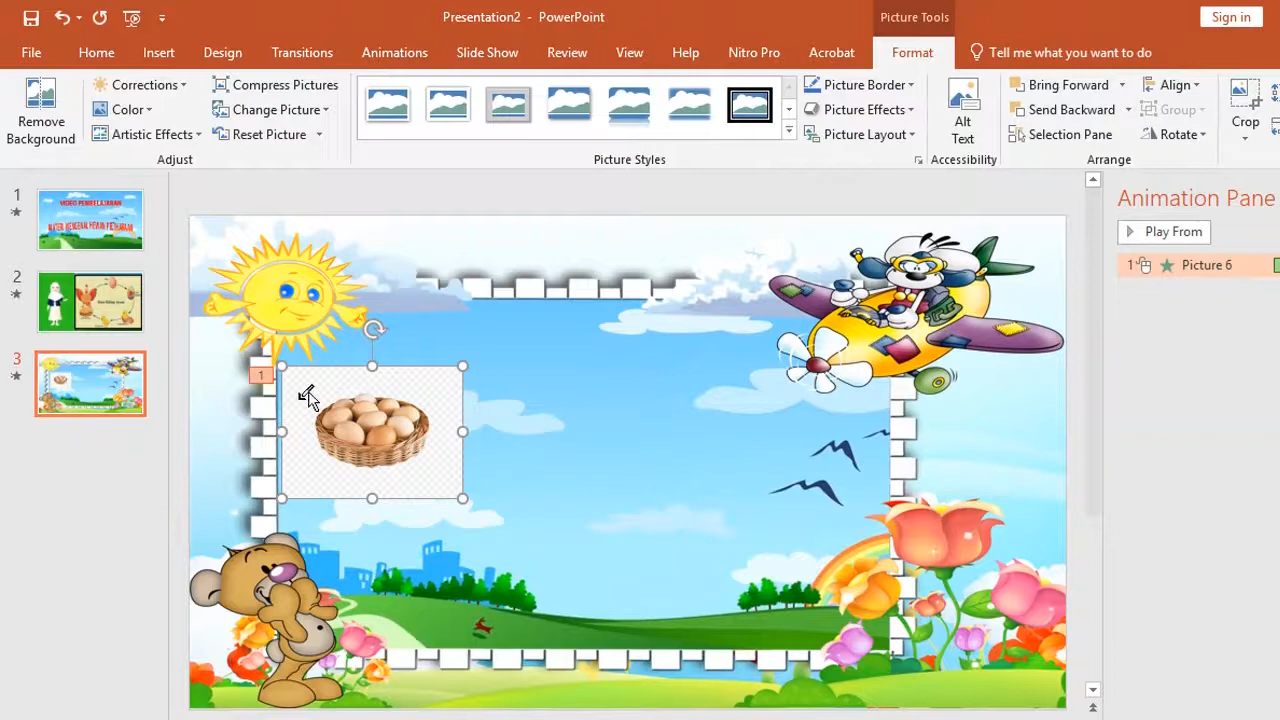 Presentation2 - PowerPoint
Picture Tools
Sign in
File Home Insert Design Transitions Animations Slide Show Review View Help Nitro Pro Acrobat Format Tell me what you want to do
Remove Background
Corrections
Color
Artistic Effects
Compress Pictures
Change Picture
Reset Picture
Adjust
Picture Styles
Picture Border
Picture Effects
Picture Layout
Alt Text
Accessibility
Bring Forward
Send Backward
Selection Pane
Align
Group
Rotate
Arrange
Crop
1
VIDEO PEMBELAJARAN
2
3
1
Animation Pane
Play From
1 Picture 6